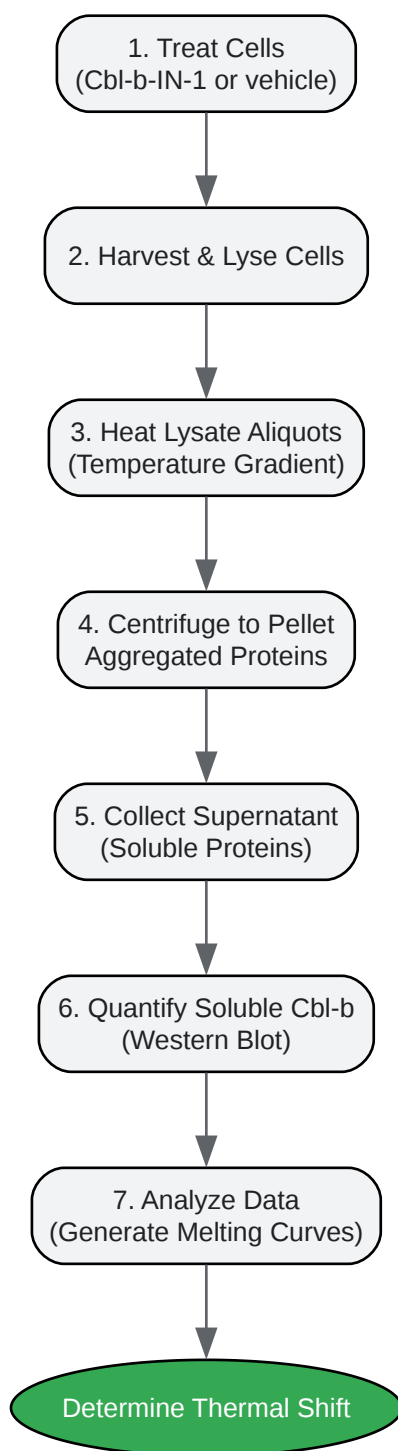 1. Treat Cells
(Cbl-b-IN-1 or vehicle)
2. Harvest & Lyse Cells
3. Heat Lysate Aliquots
(Temperature Gradient)
4. Centrifuge to Pellet
Aggregated Proteins
5. Collect Supernatant
(Soluble Proteins)
6. Quantify Soluble Cbl-b
(Western Blot)
7. Analyze Data
(Generate Melting Curves)
Determine Thermal Shift